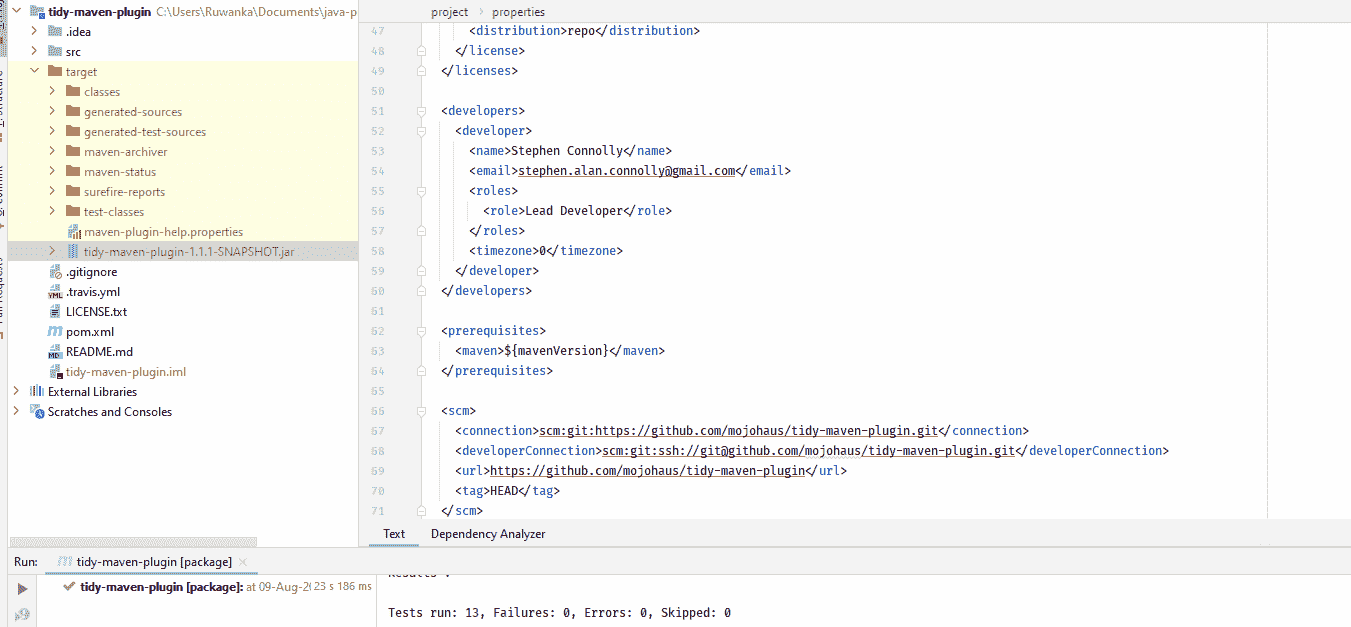 tidy-maven-plugin C:\Users\Ruwanka\Documents\java-p
.idea
src
target
classes
generated-sources
generated-test-sources
maven-archiver
maven-status
surefire-reports
test-classes
maven-plugin-help.properties
tidy-maven-plugin-1.1.1-SNAPSHOT.jar
.gitignore
.travis.yml
LICENSE.txt
pom.xml
README.md
tidy-maven-plugin.iml
External Libraries
Scratches and Consoles
project > properties
47 <distribution>repo</distribution>
48 </license>
49 </licenses>
50
51 <developers>
52 <developer>
53 <name>Stephen Connolly</name>
54 <email>stephen.alan.connolly@gmail.com</email>
55 <roles>
56 <role>Lead Developer</role>
57 </roles>
58 <timezone>0</timezone>
59 </developer>
60 </developers>
61
62 <prerequisites>
63 <maven>${mavenVersion}</maven>
64 </prerequisites>
65
66 <scm>
67 <connection>scm:git:https://github.com/mojohaus/tidy-maven-plugin.git</connection>
68 <developerConnection>scm:git:ssh://git@github.com/mojohaus/tidy-maven-plugin.git</developerConnection>
69 <url>https://github.com/mojohaus/tidy-maven-plugin</url>
70 <tag>HEAD</tag>
71 </scm>
Text Dependency Analyzer
Run: tidy-maven-plugin [package]
tidy-maven-plugin [package]: at 09-Aug-2 23 s 186 ms
Results :
Tests run: 13, Failures: 0, Errors: 0, Skipped: 0